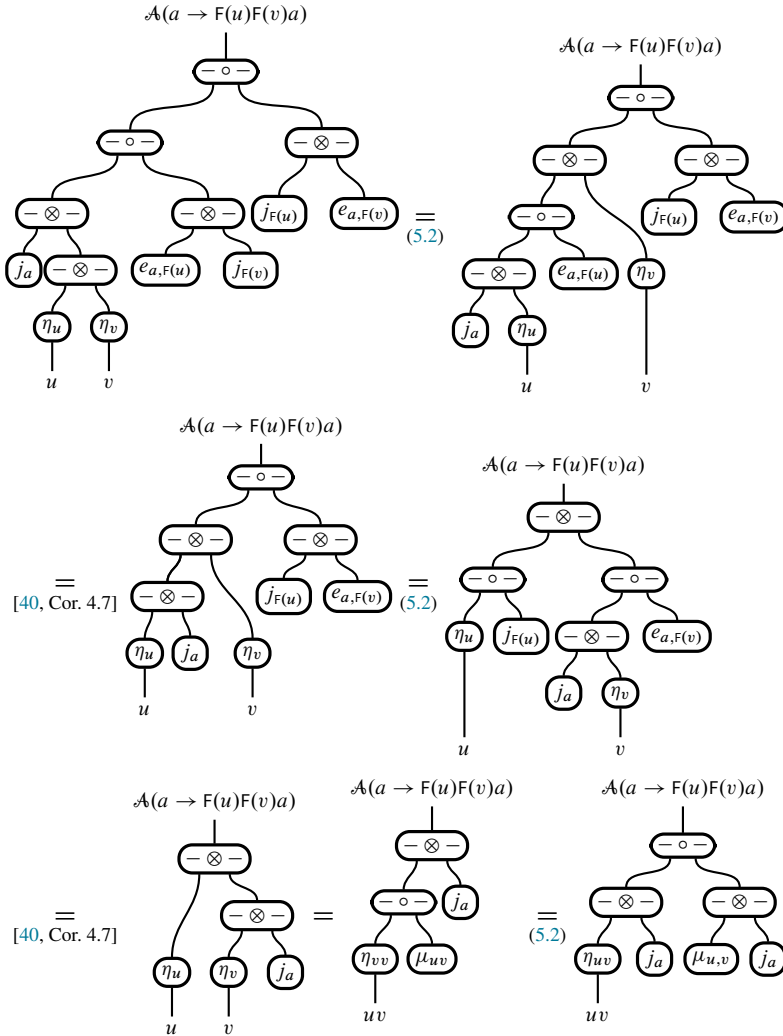 𝒜(a → F(u)F(v)a)
𝒜(a → F(u)F(v)a)
− ∘ −
− ∘ −
− ∘ −
− ⊗ −
− ⊗ −
− ⊗ −
− ⊗ −
− ⊗ −
j_{F(u)}
e_{a,F(v)}
=
(5.2)
− ∘ −
j_{F(u)}
e_{a,F(v)}
j_a
− ⊗ −
e_{a,F(u)}
j_{F(v)}
− ⊗ −
e_{a,F(u)}
η_v
η_u
η_v
j_a
η_u
u
v
u
v
𝒜(a → F(u)F(v)a)
𝒜(a → F(u)F(v)a)
− ∘ −
− ⊗ −
− ⊗ −
− ⊗ −
=
[40, Cor. 4.7]
− ⊗ −
j_{F(u)}
e_{a,F(v)}
=
(5.2)
− ∘ −
− ∘ −
η_u
j_a
η_v
η_u
j_{F(u)}
− ⊗ −
e_{a,F(v)}
j_a
η_v
u
v
u
v
𝒜(a → F(u)F(v)a)
𝒜(a → F(u)F(v)a)
𝒜(a → F(u)F(v)a)
− ⊗ −
− ⊗ −
− ∘ −
=
[40, Cor. 4.7]
− ⊗ −
=
− ∘ −
j_a
=
(5.2)
− ⊗ −
− ⊗ −
η_u
η_v
j_a
η_{vv}
μ_{uv}
η_{uv}
j_a
μ_{u,v}
j_a
u
v
uv
uv